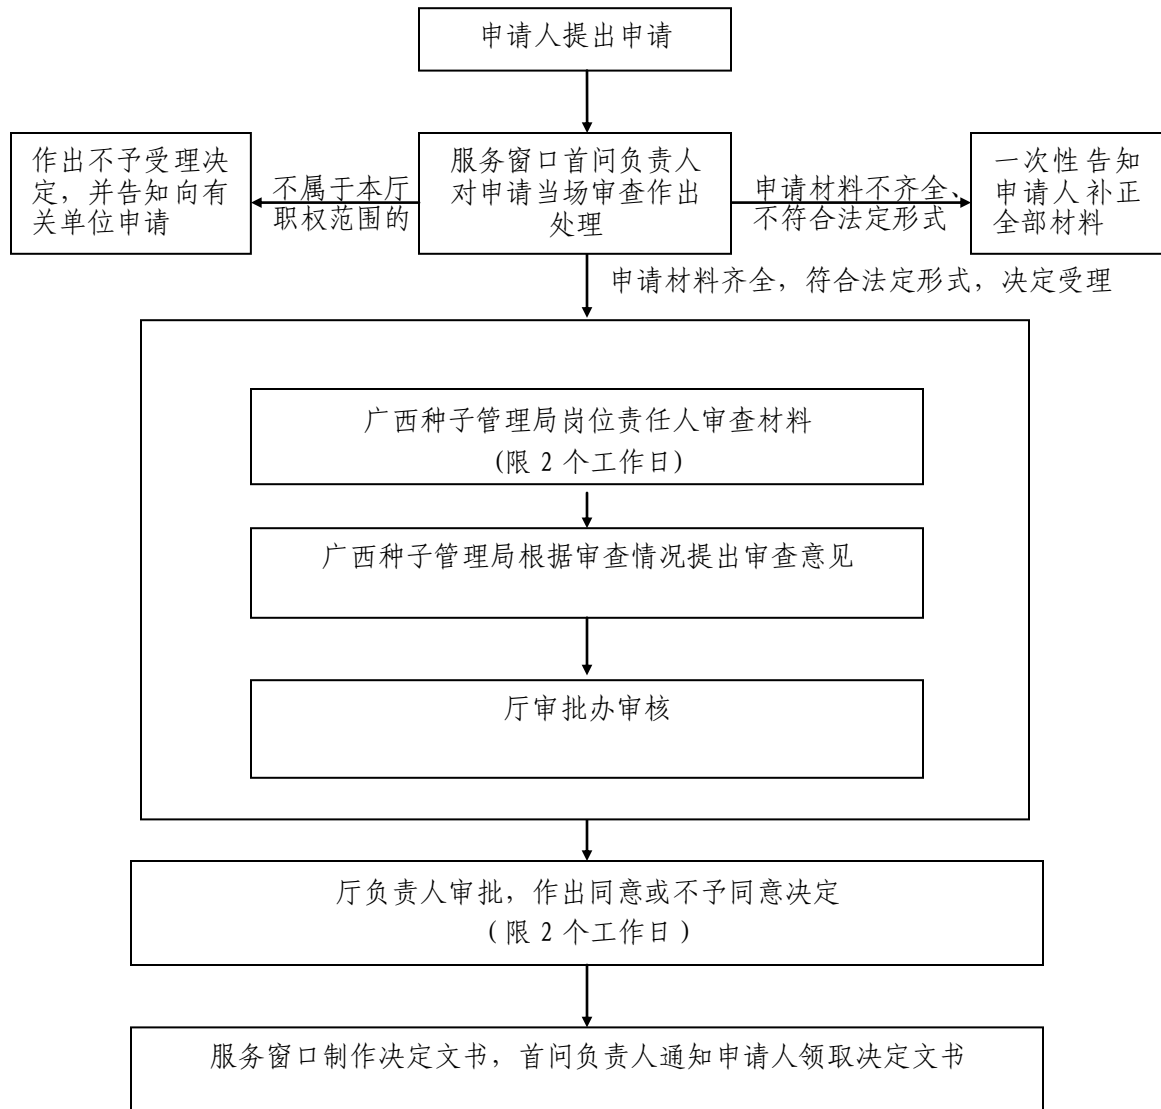 申请人提出申请
作出不予受理决
定，并告知向有
关单位申请
不属于本厅
职权范围的
服务窗口首问负责人
对申请当场审查作出
处理
申请材料不齐全、
不符合法定形式
一次性告知
申请人补正
全部材料
申请材料齐全，符合法定形式，决定受理
广西种子管理局岗位责任人审查材料
(限 2 个工作日)
广西种子管理局根据审查情况提出审查意见
厅审批办审核
厅负责人审批，作出同意或不予同意决定
（限 2 个工作日）
服务窗口制作决定文书，首问负责人通知申请人领取决定文书